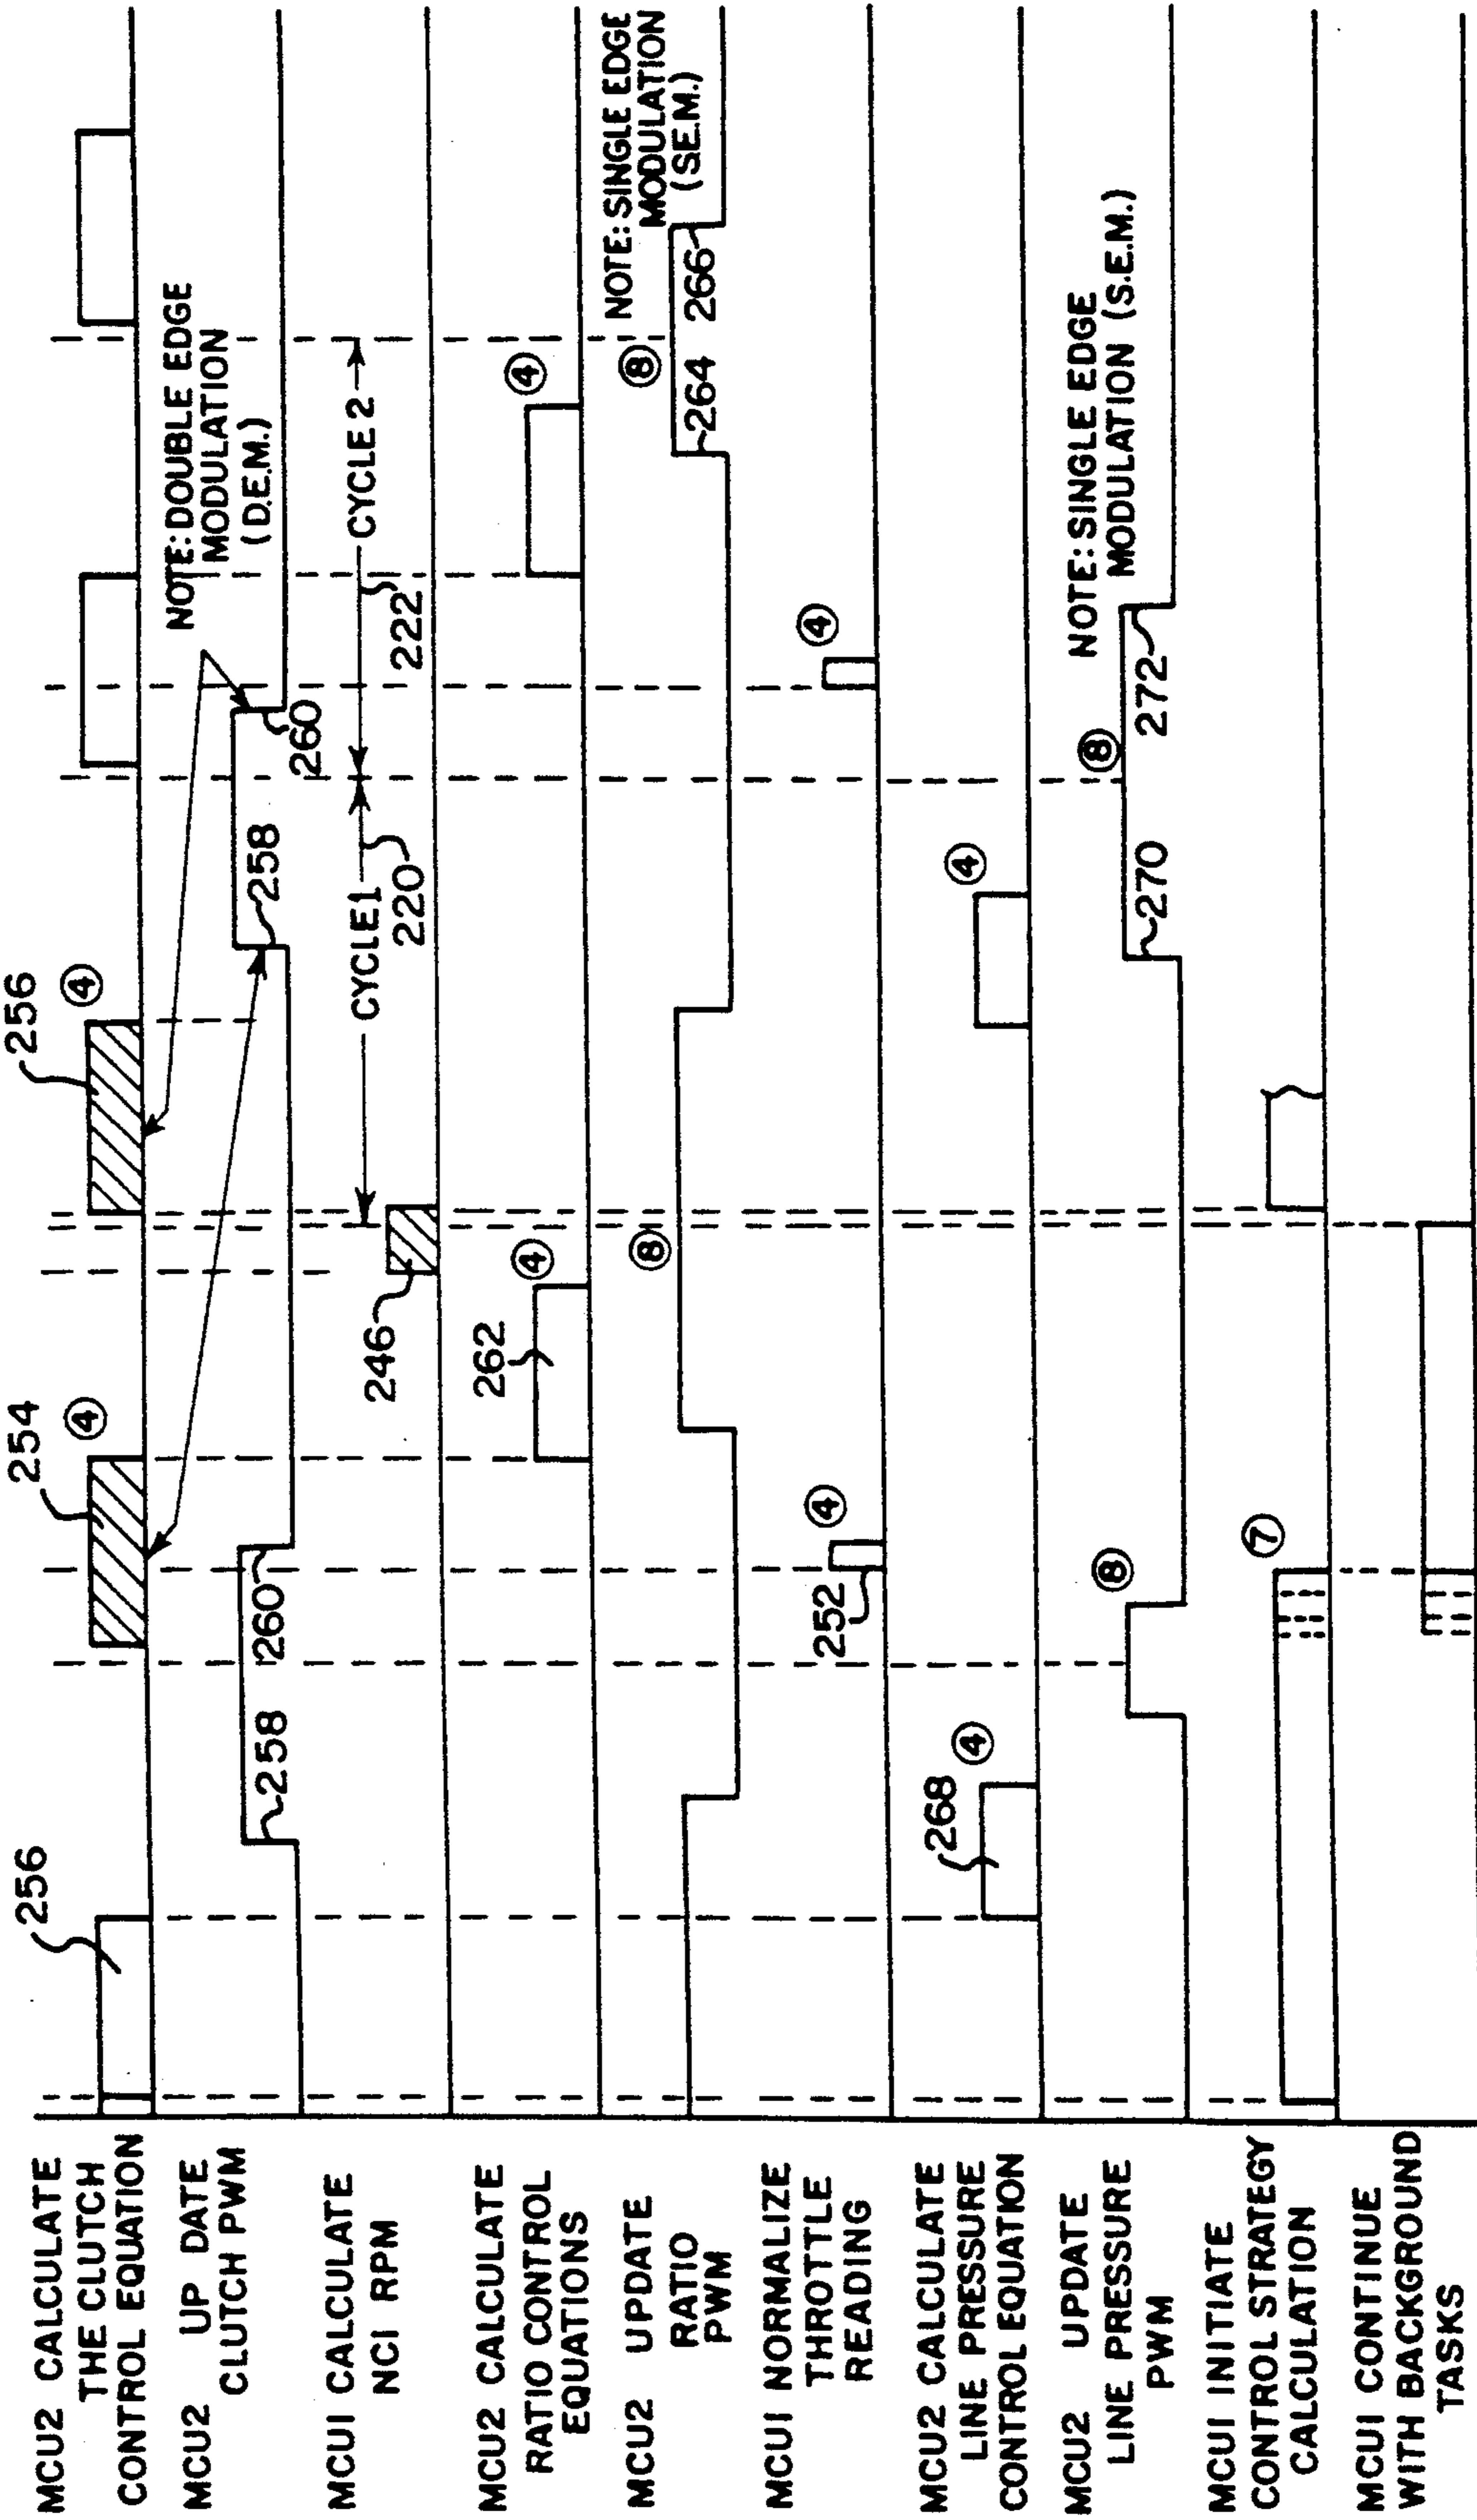 MCU2 CALCULATE
THE CLUTCH
CONTROL EQUATION
256
254
④
256
④
MCU2 UP DATE
CLUTCH PWM
258
260
258
260
NOTE: DOUBLE EDGE
MODULATION
(D.E.M.)
MCU1 CALCULATE
NCI RPM
246
CYCLE1
220
222
CYCLE 2
MCU2 CALCULATE
RATIO CONTROL
EQUATIONS
262
④
④
MCU2 UPDATE
RATIO
PWM
⑧
⑧
264
266
NOTE: SINGLE EDGE
MODULATION
(S.E.M.)
MCU1 NORMALIZE
THROTTLE
READING
252
④
④
MCU2 CALCULATE
LINE PRESSURE
CONTROL EQUATION
268
④
④
MCU2 UPDATE
LINE PRESSURE
PWM
⑧
270
⑧
272
NOTE: SINGLE EDGE
MODULATION (S.E.M.)
MCU1 INITIATE
CONTROL STRATEGY
CALCULATION
⑦
MCU1 CONTINUE
WITH BACKGROUND
TASKS